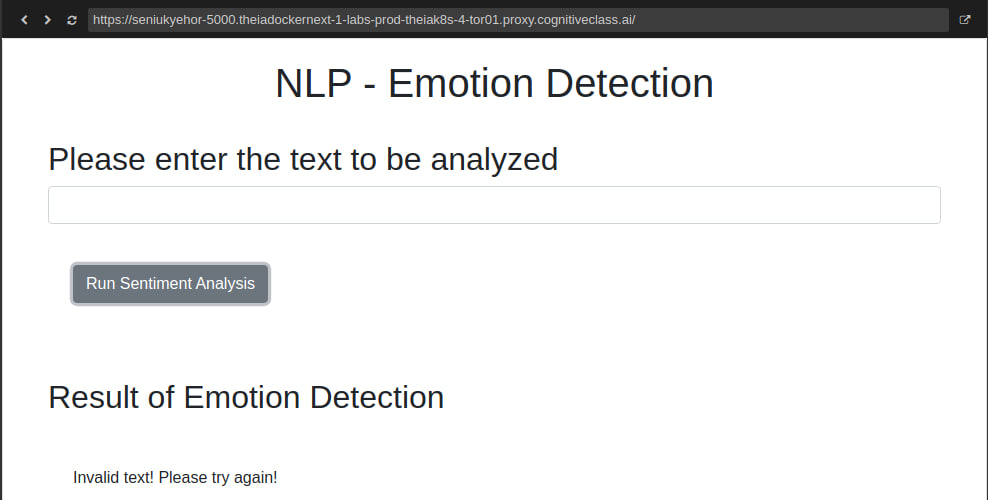 https://seniukyehor-5000.theiadockernext-1-labs-prod-theiak8s-4-tor01.proxy.cognitiveclass.ai/
NLP - Emotion Detection
Please enter the text to be analyzed
Run Sentiment Analysis
Result of Emotion Detection
Invalid text! Please try again!